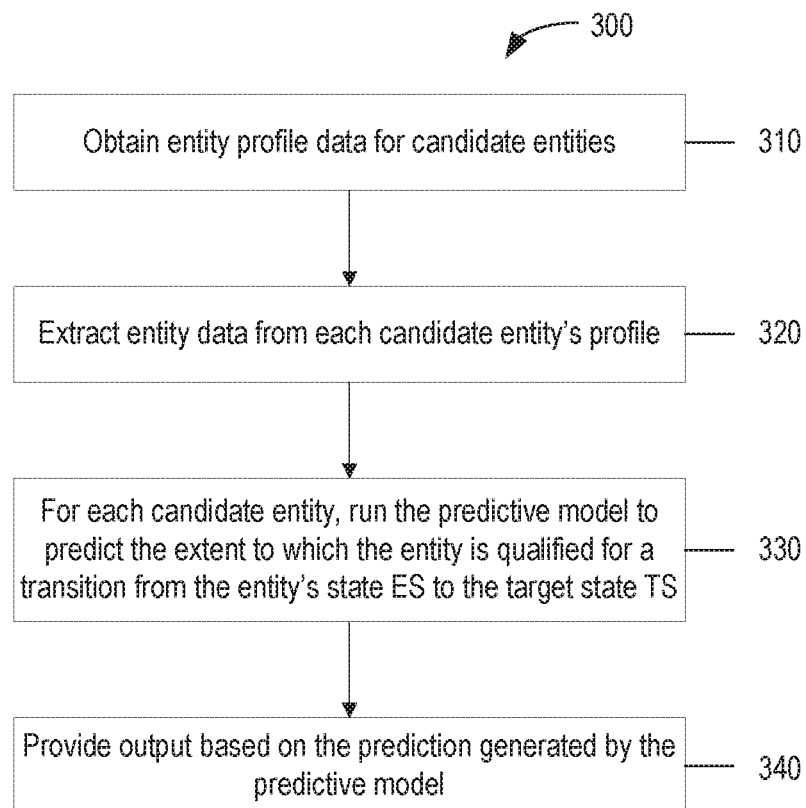 300
Obtain entity profile data for candidate entities
310
Extract entity data from each candidate entity's profile
320
For each candidate entity, run the predictive model to
predict the extent to which the entity is qualified for a
transition from the entity's state ES to the target state TS
330
Provide output based on the prediction generated by the
predictive model
340